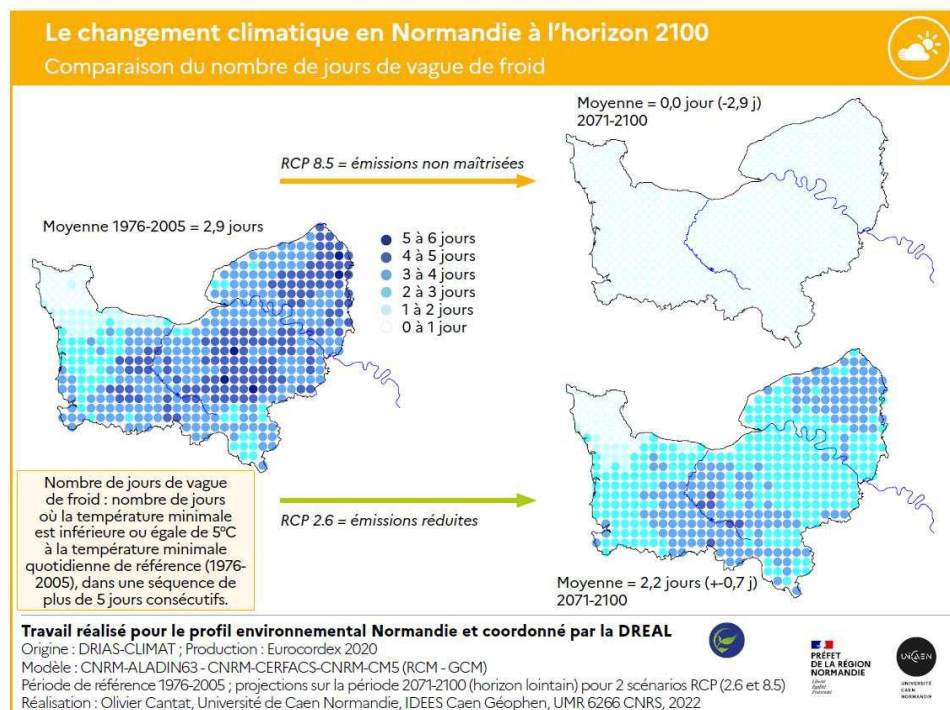 Le changement climatique en Normandie à l'horizon 2100
Comparaison du nombre de jours de vague de froid
Moyenne = 0,0 jour (-2,9 j)
2071-2100
RCP 8.5 = émissions non maîtrisées
Moyenne 1976-2005 = 2,9 jours
5 à 6 jours
4 à 5 jours
3 à 4 jours
2 à 3 jours
1 à 2 jours
0 à 1 jour
Nombre de jours de vague
de froid : nombre de jours
où la température minimale
est inférieure ou égale de 5°C
à la température minimale
quotidienne de référence (1976-
2005), dans une séquence de
plus de 5 jours consécutifs.
RCP 2.6 = émissions réduites
Moyenne = 2,2 jours (+-0,7 j)
2071-2100
Travail réalisé pour le profil environnemental Normandie et coordonné par la DREAL
Origine : DRIAS-CLIMAT ; Production : Eurocordex 2020
Modèle : CNRM-ALADIN63 - CNRM-CERFACS-CNRM-CM5 (RCM - GCM)
Période de référence 1976-2005 ; projections sur la période 2071-2100 (horizon lointain) pour 2 scénarios RCP (2.6 et 8.5)
Réalisation : Olivier Cantat, Université de Caen Normandie, IDEES Caen Géophen, UMR 6266 CNRS, 2022
PRÉFET
DE LA RÉGION
NORMANDIE
Liberté
Égalité
Fraternité
UNICAEN
UNIVERSITÉ
CAEN
NORMANDIE